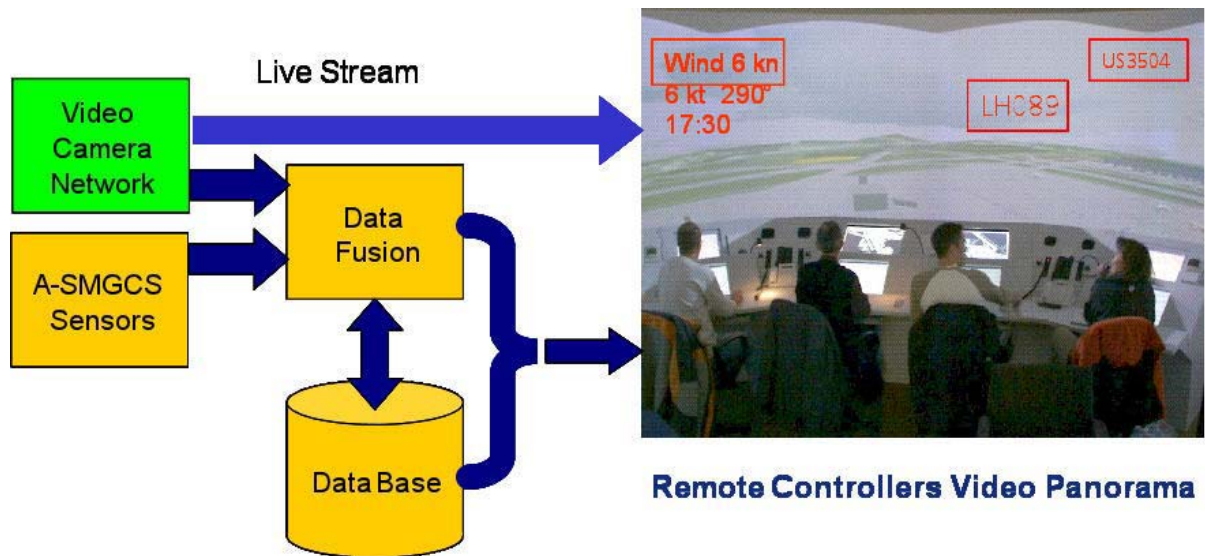 Live Stream
Video
Camera
Network
A-SMGCS
Sensors
Data
Fusion
Data Base
Wind 6 kn
6 kt 290°
17:30
LH089
US3504
Remote Controllers Video Panorama